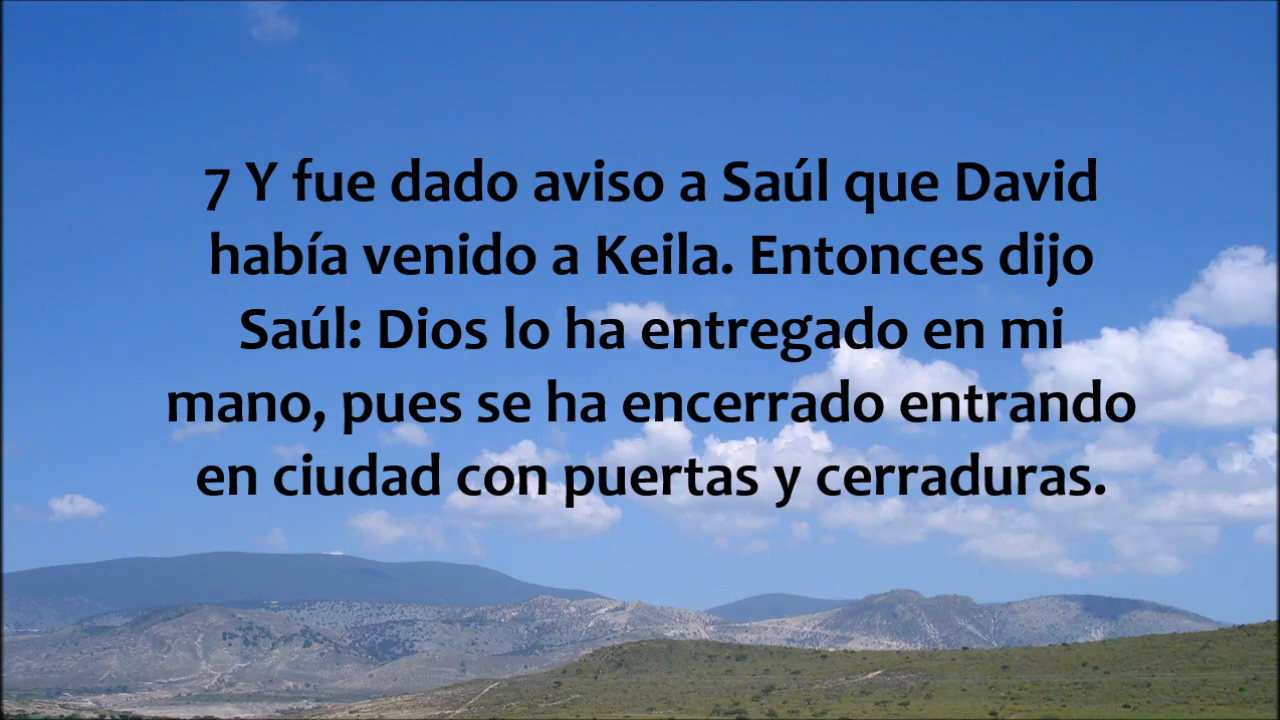 7 Y fue dado aviso a Saúl que David
había venido a Keila. Entonces dijo
Saúl: Dios lo ha entregado en mi
mano, pues se ha encerrado entrando
en ciudad con puertas y cerraduras.